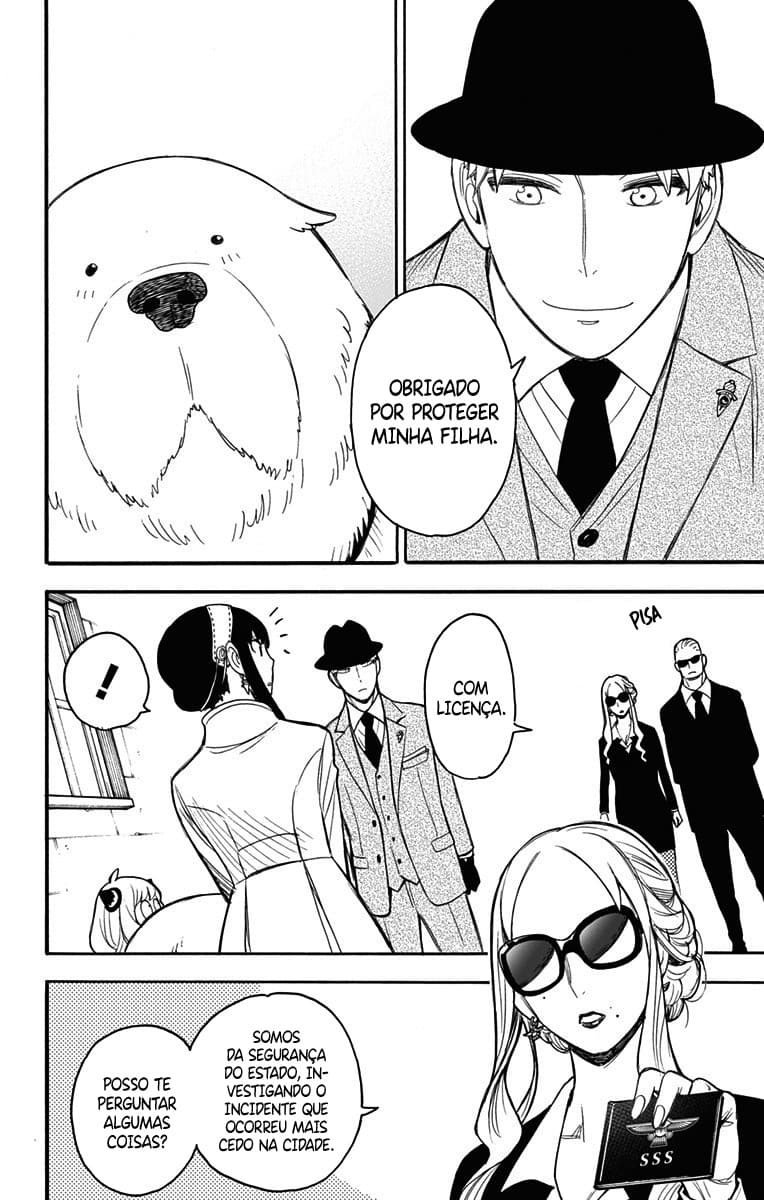 OBRIGADO
POR PROTEGER
MINHA FILHA.
PISA
!
COM
LICENÇA.
SOMOS
DA SEGURANÇA
DO ESTADO, IN-
VESTIGANDO O
INCIDENTE QUE
OCORREU MAIS
CEDO NA CIDADE.
POSSO TE
PERGUNTAR
ALGUMAS
COISAS?
SSS